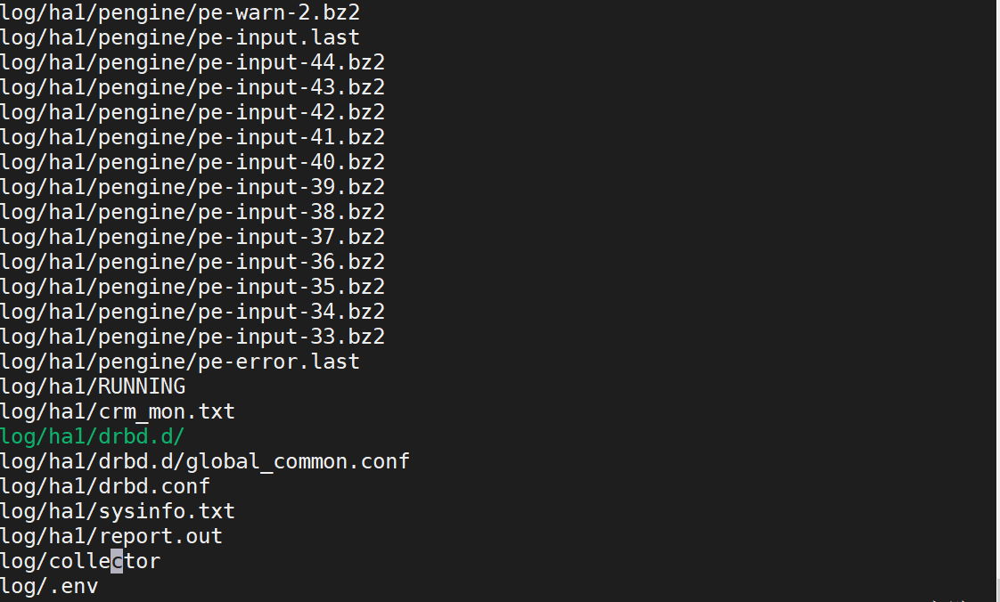 log/ha1/pengine/pe-warn-2.bz2
log/ha1/pengine/pe-input.last
log/ha1/pengine/pe-input-44.bz2
log/ha1/pengine/pe-input-43.bz2
log/ha1/pengine/pe-input-42.bz2
log/ha1/pengine/pe-input-41.bz2
log/ha1/pengine/pe-input-40.bz2
log/ha1/pengine/pe-input-39.bz2
log/ha1/pengine/pe-input-38.bz2
log/ha1/pengine/pe-input-37.bz2
log/ha1/pengine/pe-input-36.bz2
log/ha1/pengine/pe-input-35.bz2
log/ha1/pengine/pe-input-34.bz2
log/ha1/pengine/pe-input-33.bz2
log/ha1/pengine/pe-error.last
log/ha1/RUNNING
log/ha1/crm_mon.txt
log/ha1/drbd.d/
log/ha1/drbd.d/global_common.conf
log/ha1/drbd.conf
log/ha1/sysinfo.txt
log/ha1/report.out
log/collector
log/.env